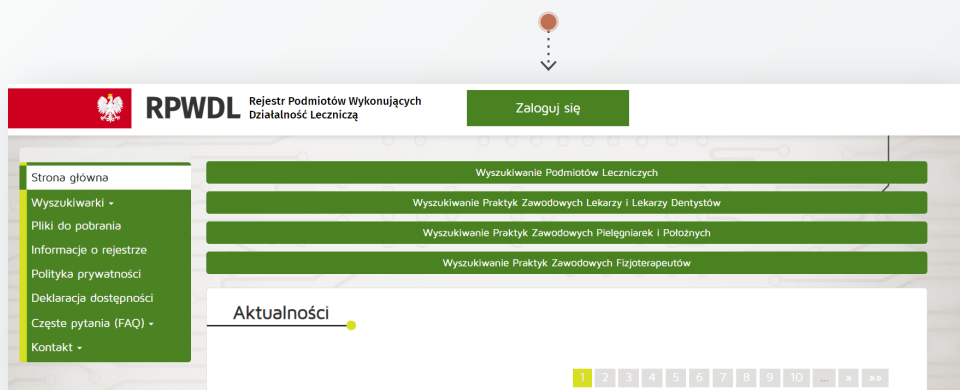 RPWDL
Rejestr Podmiotów Wykonujących
Działalność Leczniczą
Zaloguj się
Strona główna
Wyszukiwarki
Pliki do pobrania
Informacje o rejestrze
Polityka prywatności
Deklaracja dostępności
Częste pytania (FAQ)
Kontakt
Wyszukiwanie Podmiotów Leczniczych
Wyszukiwanie Praktyk Zawodowych Lekarzy i Lekarzy Dentystów
Wyszukiwanie Praktyk Zawodowych Pielęgniarek i Położnych
Wyszukiwanie Praktyk Zawodowych Fizjoterapeutów
Aktualności
1 2 3 4 5 6 7 8 9 10 ... » »»